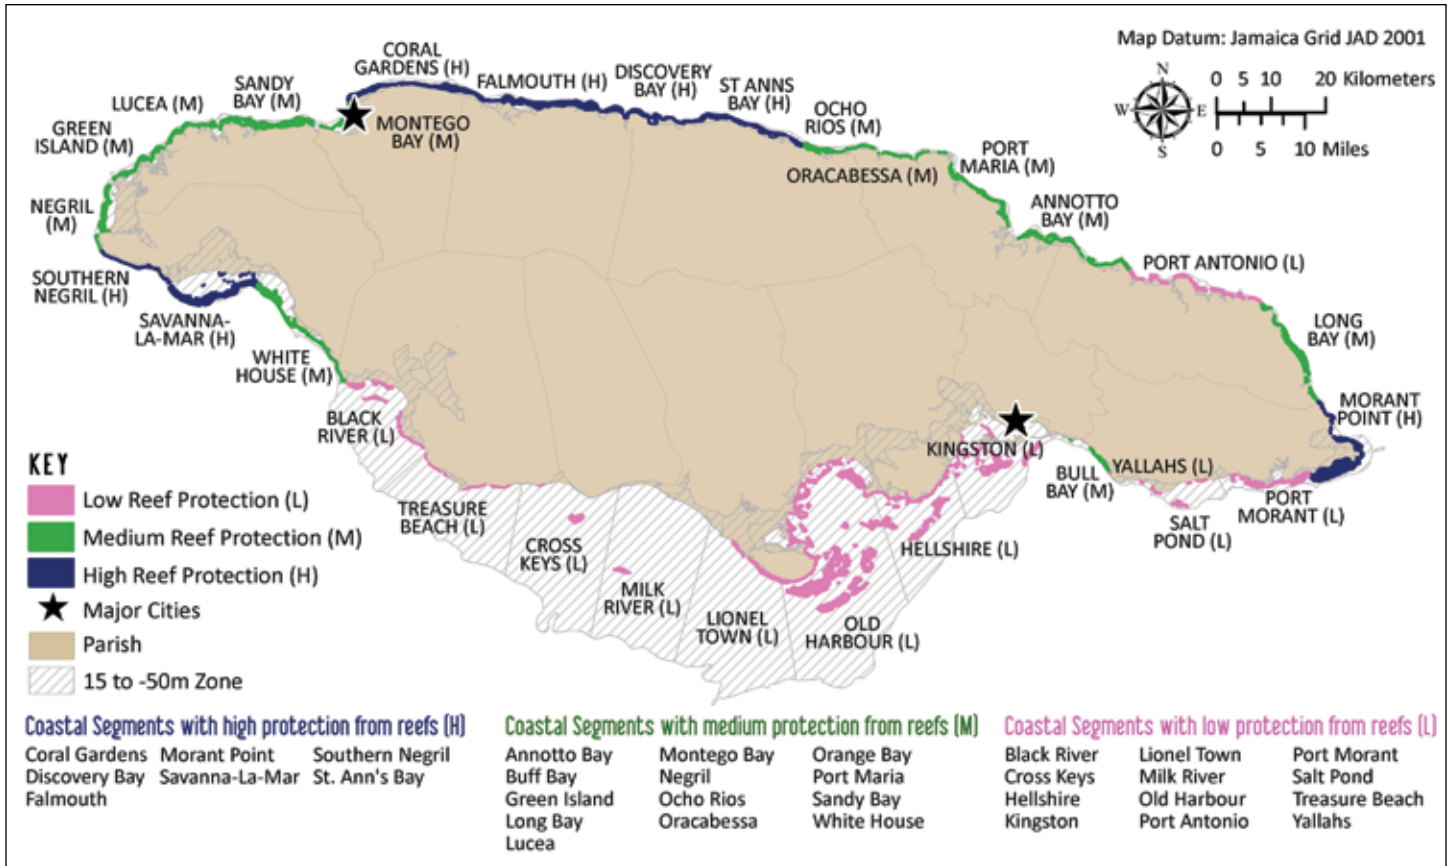 Map Datum: Jamaica Grid JAD 2001
N
W
E
S
0 5 10 20 Kilometers
0 5 10 Miles
CORAL
GARDENS (H)
FALMOUTH (H)
DISCOVERY
BAY (H)
ST ANNS
BAY (H)
SANDY
BAY (M)
LUCEA (M)
GREEN
ISLAND (M)
MONTEGO
BAY (M)
OCHO
RIOS (M)
ORACABESSA (M)
PORT
MARIA (M)
ANNOTTO
BAY (M)
NEGRIL
(M)
PORT ANTONIO (L)
SOUTHERN
NEGRIL (H)
SAVANNA-
LA-MAR (H)
LONG
BAY (M)
WHITE
HOUSE (M)
MORANT
POINT (H)
BLACK
RIVER (L)
KINGSTON (L)
BULL
BAY (M)
YALLAHS (L)
PORT
MORANT (L)
SALT
POND (L)
TREASURE
BEACH (L)
CROSS
KEYS (L)
HELLSHIRE (L)
MILK
RIVER (L)
LIONEL
TOWN (L)
OLD
HARBOUR (L)
KEY
Low Reef Protection (L)
Medium Reef Protection (M)
High Reef Protection (H)
Major Cities
Parish
15 to -50m Zone
Coastal Segments with high protection from reefs (H)
Coral Gardens Morant Point Southern Negril
Discovery Bay Savanna-La-Mar St. Ann's Bay
Falmouth
Coastal Segments with medium protection from reefs (M)
Annotto Bay Montego Bay Orange Bay
Buff Bay Negril Port Maria
Green Island Ocho Rios Sandy Bay
Long Bay Oracabessa White House
Lucea
Coastal Segments with low protection from reefs (L)
Black River Lionel Town Port Morant
Cross Keys Milk River Salt Pond
Hellshire Old Harbour Treasure Beach
Kingston Port Antonio Yallahs